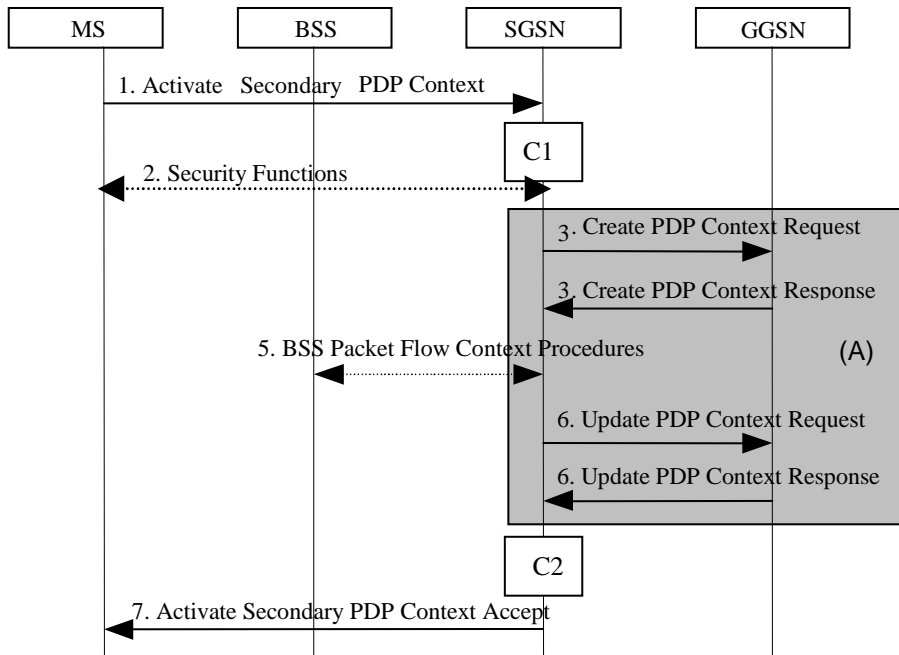 MS
BSS
SGSN
GGSN
1. Activate Secondary PDP Context
C1
2. Security Functions
3. Create PDP Context Request
3. Create PDP Context Response
5. BSS Packet Flow Context Procedures
(A)
6. Update PDP Context Request
6. Update PDP Context Response
C2
7. Activate Secondary PDP Context Accept